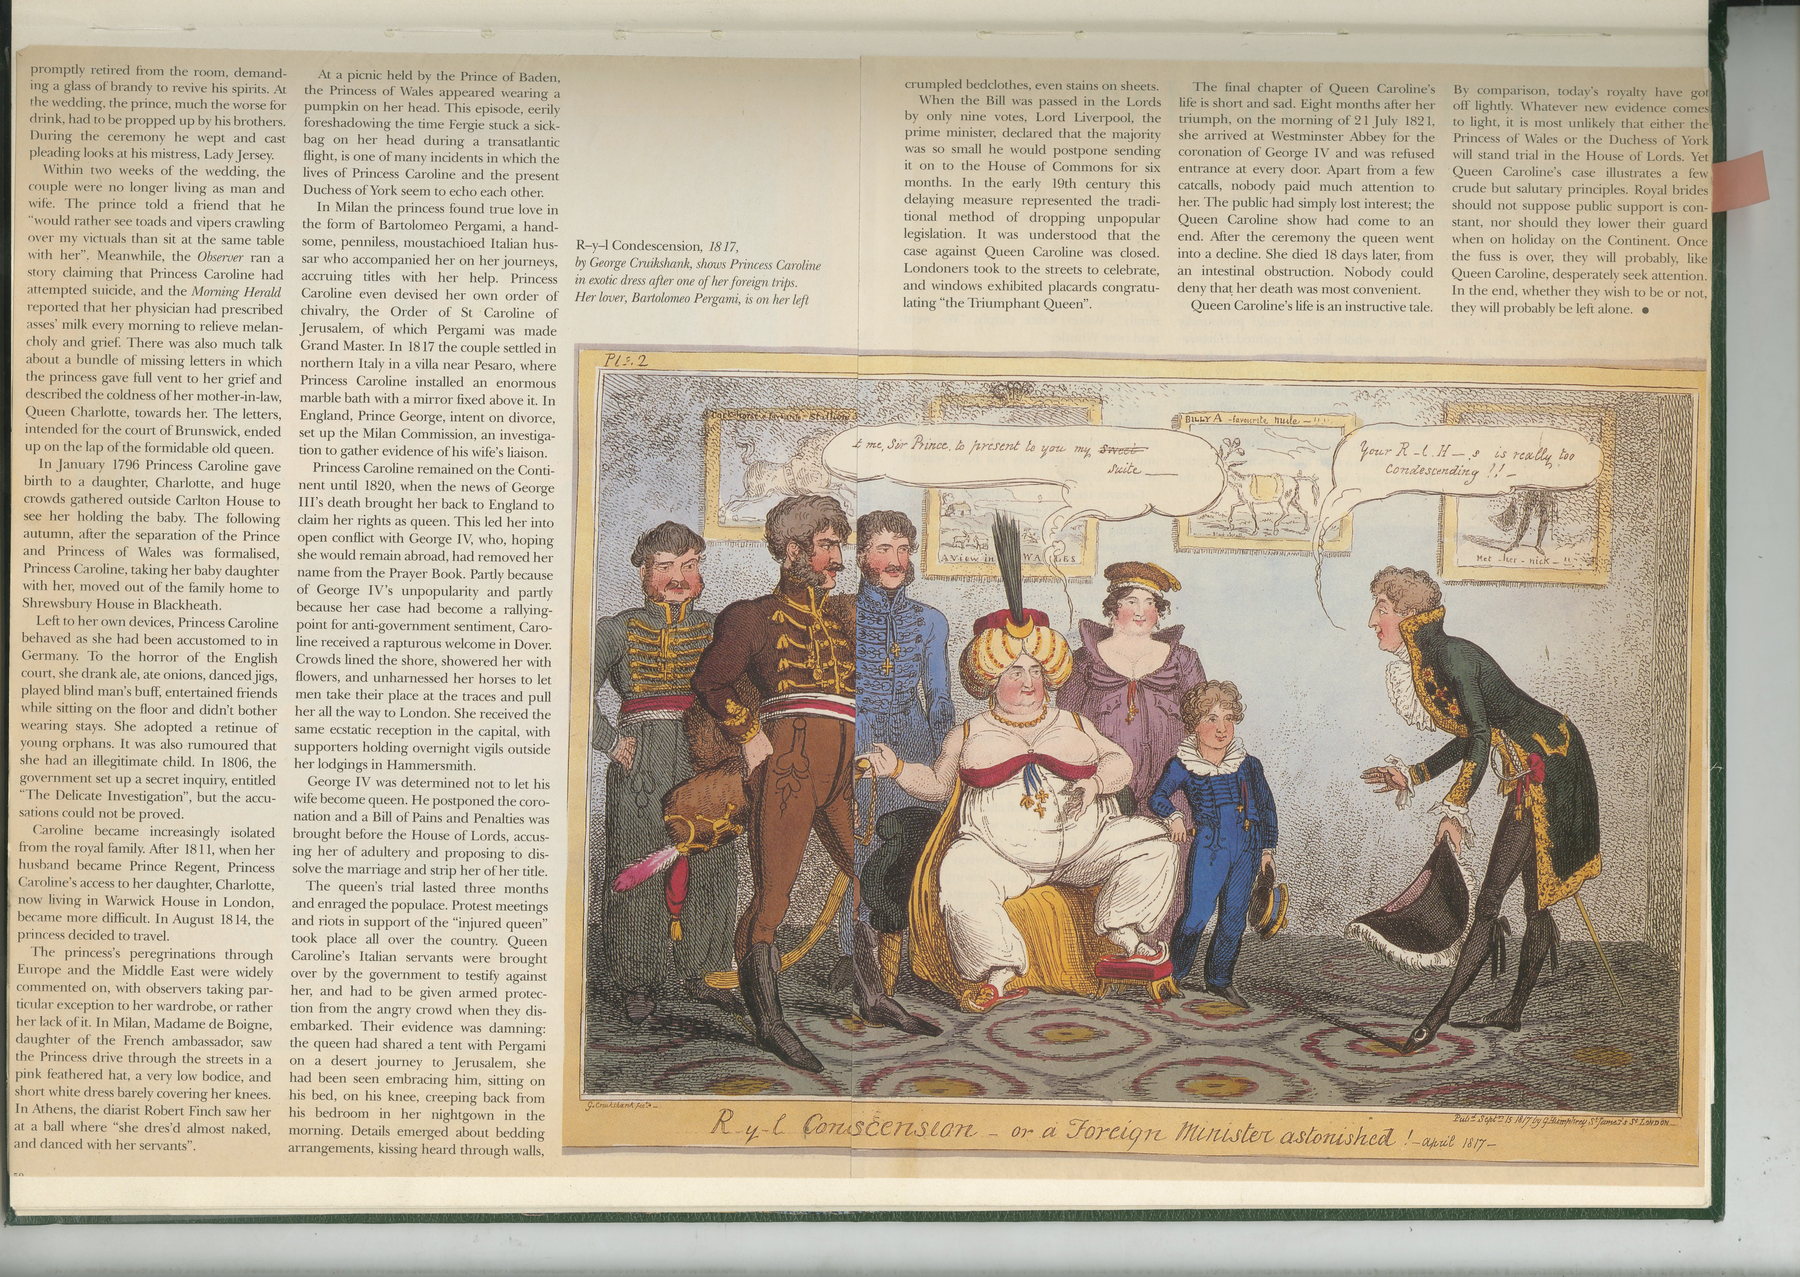 promptly retired from the room, demand-
ing a glass of brandy to revive his spirits. At
the wedding, the prince, much the worse for
drink, had to be propped up by his brothers.
During the ceremony he wept and cast
pleading looks at his mistress, Lady Jersey.
Within two weeks of the wedding, the
couple were no longer living as man and
wife. The prince told a friend that he
“would rather see toads and vipers crawling
over my victuals than sit at the same table
with her”. Meanwhile, the Observer ran a
story claiming that Princess Caroline had
attempted suicide, and the Morning Herald
reported that her physician had prescribed
asses’ milk every morning to relieve melan-
choly and grief. There was also much talk
about a bundle of missing letters in which
the princess gave full vent to her grief and
described the coldness of her mother-in-law,
Queen Charlotte, towards her. The letters,
intended for the court of Brunswick, ended
up on the lap of the formidable old queen.
In January 1796 Princess Caroline gave
birth to a daughter, Charlotte, and huge
crowds gathered outside Carlton House to
see her holding the baby. The following
autumn, after the separation of the Prince
and Princess of Wales was formalised,
Princess Caroline, taking her baby daughter
with her, moved out of the family home to
Shrewsbury House in Blackheath.
Left to her own devices, Princess Caroline
behaved as she had been accustomed to in
Germany. To the horror of the English
court, she drank ale, ate onions, danced jigs,
played blind man’s buff, entertained friends
while sitting on the floor and didn’t bother
wearing stays. She adopted a retinue of
young orphans. It was also rumoured that
she had an illegitimate child. In 1806, the
government set up a secret inquiry, entitled
“The Delicate Investigation”, but the accu-
sations could not be proved.
Caroline became increasingly isolated
from the royal family. After 1811, when her
husband became Prince Regent, Princess
Caroline’s access to her daughter, Charlotte,
now living in Warwick House in London,
became more difficult. In August 1814, the
princess decided to travel.
The princess’s peregrinations through
Europe and the Middle East were widely
commented on, with observers taking par-
ticular exception to her wardrobe, or rather
her lack of it. In Milan, Madame de Boigne,
daughter of the French ambassador, saw
the Princess drive through the streets in a
pink feathered hat, a very low bodice, and
short white dress barely covering her knees.
In Athens, the diarist Robert Finch saw her
at a ball where “she dres’d almost naked,
and danced with her servants”.
At a picnic held by the Prince of Baden,
the Princess of Wales appeared wearing a
pumpkin on her head. This episode, eerily
foreshadowing the time Fergie stuck a sick-
bag on her head during a transatlantic
flight, is one of many incidents in which the
lives of Princess Caroline and the present
Duchess of York seem to echo each other.
In Milan the princess found true love in
the form of Bartolomeo Pergami, a hand-
some, penniless, moustachioed Italian hus-
sar who accompanied her on her journeys,
accruing titles with her help. Princess
Caroline even devised her own order of
chivalry, the Order of St Caroline of
Jerusalem, of which Pergami was made
Grand Master. In 1817 the couple settled in
northern Italy in a villa near Pesaro, where
Princess Caroline installed an enormous
marble bath with a mirror fixed above it. In
England, Prince George, intent on divorce,
set up the Milan Commission, an investiga-
tion to gather evidence of his wife’s liaison.
Princess Caroline remained on the Conti-
nent until 1820, when the news of George
III’s death brought her back to England to
claim her rights as queen. This led her into
open conflict with George IV, who, hoping
she would remain abroad, had removed her
name from the Prayer Book. Partly because
of George IV’s unpopularity and partly
because her case had become a rallying-
point for anti-government sentiment, Caro-
line received a rapturous welcome in Dover.
Crowds lined the shore, showered her with
flowers, and unharnessed her horses to let
men take their place at the traces and pull
her all the way to London. She received the
same ecstatic reception in the capital, with
supporters holding overnight vigils outside
her lodgings in Hammersmith.
George IV was determined not to let his
wife become queen. He postponed the coro-
nation and a Bill of Pains and Penalties was
brought before the House of Lords, accus-
ing her of adultery and proposing to dis-
solve the marriage and strip her of her title.
The queen’s trial lasted three months
and enraged the populace. Protest meetings
and riots in support of the “injured queen”
took place all over the country. Queen
Caroline’s Italian servants were brought
over by the government to testify against
her, and had to be given armed protec-
tion from the angry crowd when they dis-
embarked. Their evidence was damning:
the queen had shared a tent with Pergami
on a desert journey to Jerusalem, she
had been seen embracing him, sitting on
his bed, on his knee, creeping back from
his bedroom in her nightgown in the
morning. Details emerged about bedding
arrangements, kissing heard through walls,
R–y–l Condescension, 1817,
by George Cruikshank, shows Princess Caroline
in exotic dress after one of her foreign trips.
Her lover, Bartolomeo Pergami, is on her left
crumpled bedclothes, even stains on sheets.
When the Bill was passed in the Lords
by only nine votes, Lord Liverpool, the
prime minister, declared that the majority
was so small he would postpone sending
it on to the House of Commons for six
months. In the early 19th century this
delaying measure represented the tradi-
tional method of dropping unpopular
legislation. It was understood that the
case against Queen Caroline was closed.
Londoners took to the streets to celebrate,
and windows exhibited placards congratu-
lating “the Triumphant Queen”.
The final chapter of Queen Caroline’s
life is short and sad. Eight months after her
triumph, on the morning of 21 July 1821,
she arrived at Westminster Abbey for the
coronation of George IV and was refused
entrance at every door. Apart from a few
catcalls, nobody paid much attention to
her. The public had simply lost interest; the
Queen Caroline show had come to an
end. After the ceremony the queen went
into a decline. She died 18 days later, from
an intestinal obstruction. Nobody could
deny that her death was most convenient.
Queen Caroline’s life is an instructive tale.
By comparison, today’s royalty have got
off lightly. Whatever new evidence comes
to light, it is most unlikely that either the
Princess of Wales or the Duchess of York
will stand trial in the House of Lords. Yet
Queen Caroline’s case illustrates a few
crude but salutary principles. Royal brides
should not suppose public support is con-
stant, nor should they lower their guard
when on holiday on the Continent. Once
the fuss is over, they will probably, like
Queen Caroline, desperately seek attention.
In the end, whether they wish to be or not,
they will probably be left alone. ●
Plt. 2
Stallion
BILLY A - favourite mule - !!
t me, Sir Prince, to present to you my Sweet
Suite —
Your R - l H — s is really too
Condescending !! -
A View in WALES
Met - her - nick - !!
G. Cruikshank fect
Pubd. Septr 15 1817 by G Humphrey St James's St LONDON
R-y-l Conscension - or a Foreign Minister astonished ! - april 1817 -